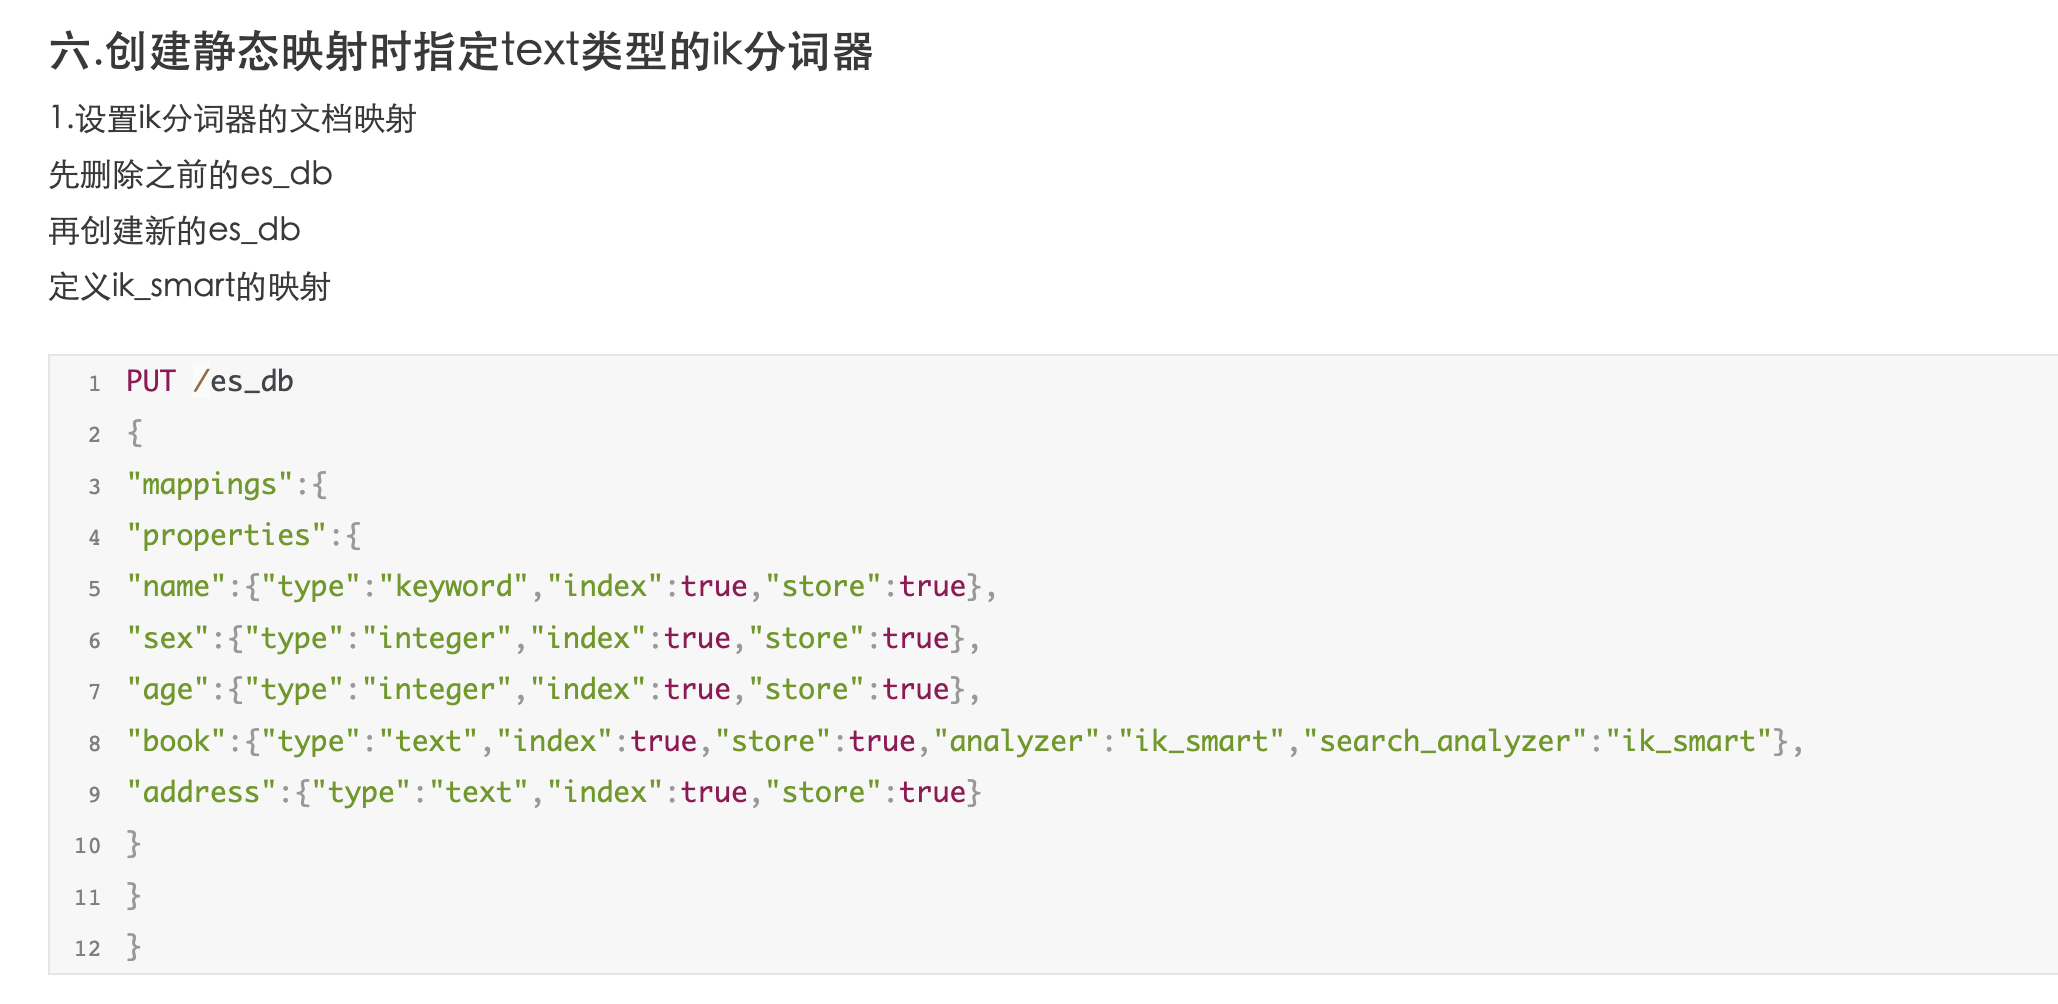 六.创建静态映射时指定text类型的ik分词器
1.设置ik分词器的文档映射
先删除之前的es_db
再创建新的es_db
定义ik_smart的映射
1 PUT /es_db
2 {
3 "mappings":{
4 "properties":{
5 "name":{"type":"keyword","index":true,"store":true},
6 "sex":{"type":"integer","index":true,"store":true},
7 "age":{"type":"integer","index":true,"store":true},
8 "book":{"type":"text","index":true,"store":true,"analyzer":"ik_smart","search_analyzer":"ik_smart"},
9 "address":{"type":"text","index":true,"store":true}
10 }
11 }
12 }